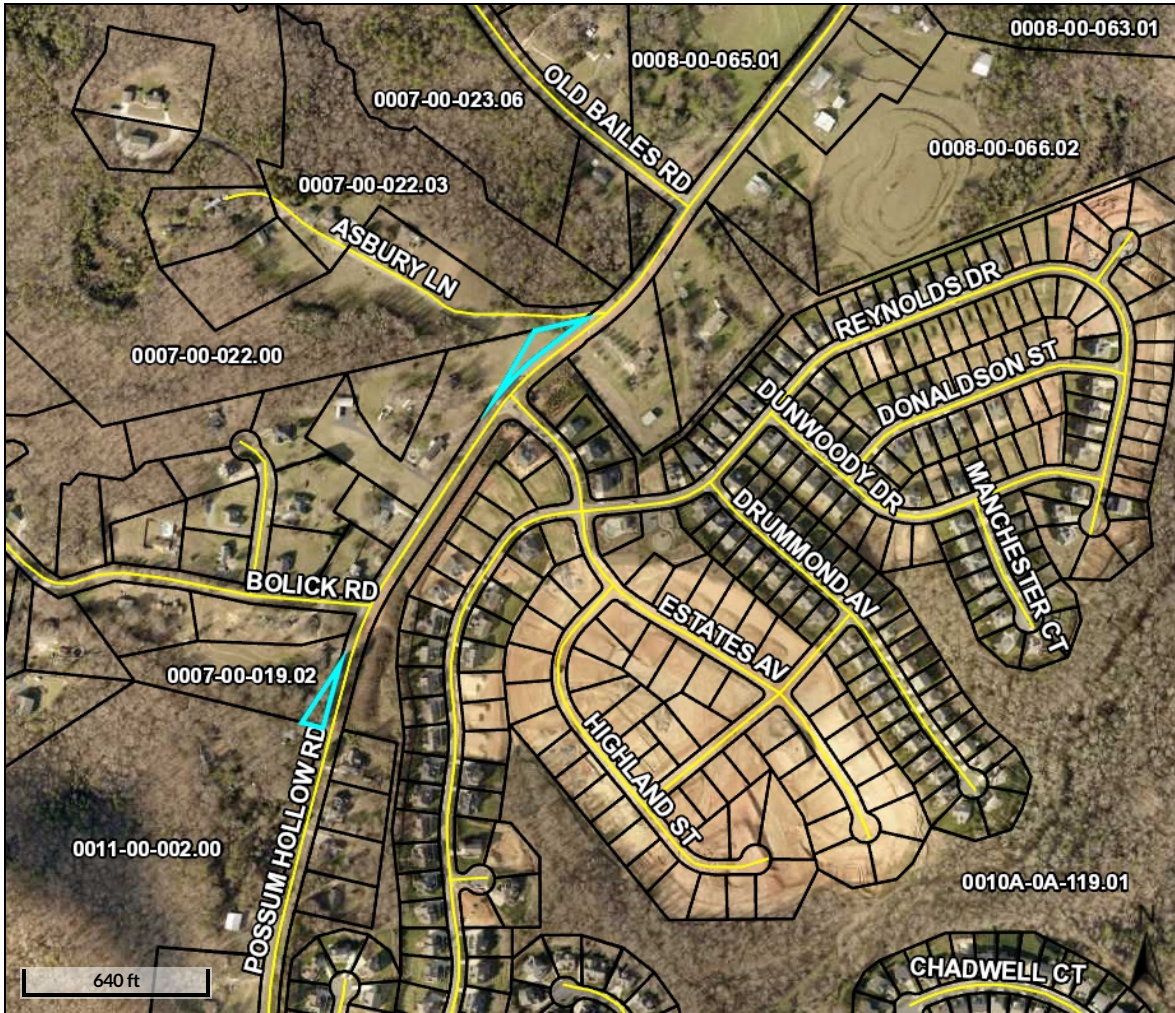 0008-00-063.01
0008-00-065.01
OLD BAILES RD
0007-00-023.06
0008-00-066.02
0007-00-022.03
ASBURY LN
REYNOLDS DR
0007-00-022.00
DONALDSON ST
DUNWOODY DR
MANCHESTER CT
DRUMMOND AV
BOLICK RD
ESTATES AV
0007-00-019.02
HIGHLAND ST
POSSUM HOLLOW RD
0011-00-002.00
0010A-0A-119.01
CHADWELL CT
640 ft